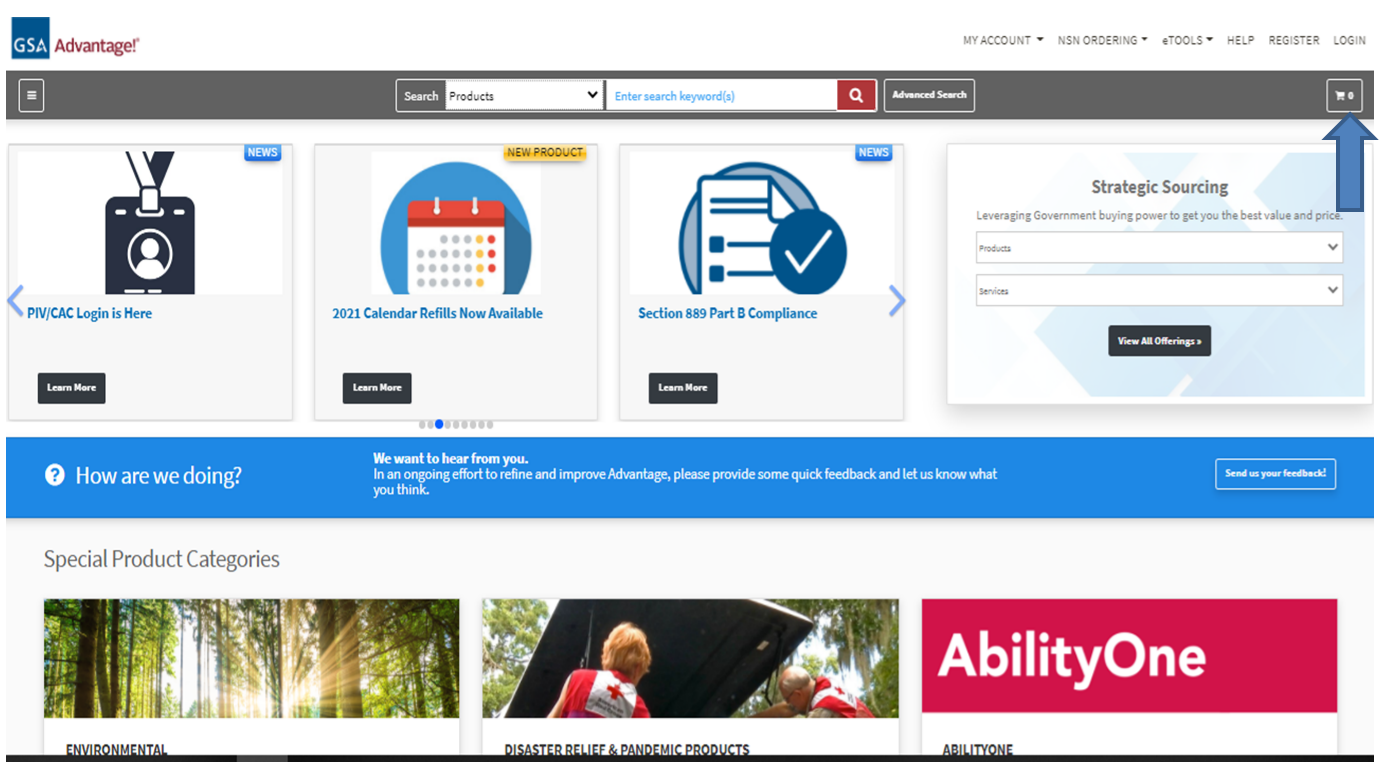 GSA Advantage!
MY ACCOUNT NSN ORDERING eTOOLS HELP REGISTER LOGIN
Search Products Enter search keyword(s) Advanced Search 0
NEWS
PIV/CAC Login is Here
Learn More
NEW PRODUCT
2021 Calendar Refills Now Available
Learn More
NEWS
Section 889 Part B Compliance
Learn More
Strategic Sourcing
Leveraging Government buying power to get you the best value and price.
Products
Services
View All Offerings »
? How are we doing?
We want to hear from you.
In an ongoing effort to refine and improve Advantage, please provide some quick feedback and let us know what
you think.
Send us your feedback!
Special Product Categories
ENVIRONMENTAL
DISASTER RELIEF & PANDEMIC PRODUCTS
AbilityOne
ABILITYONE